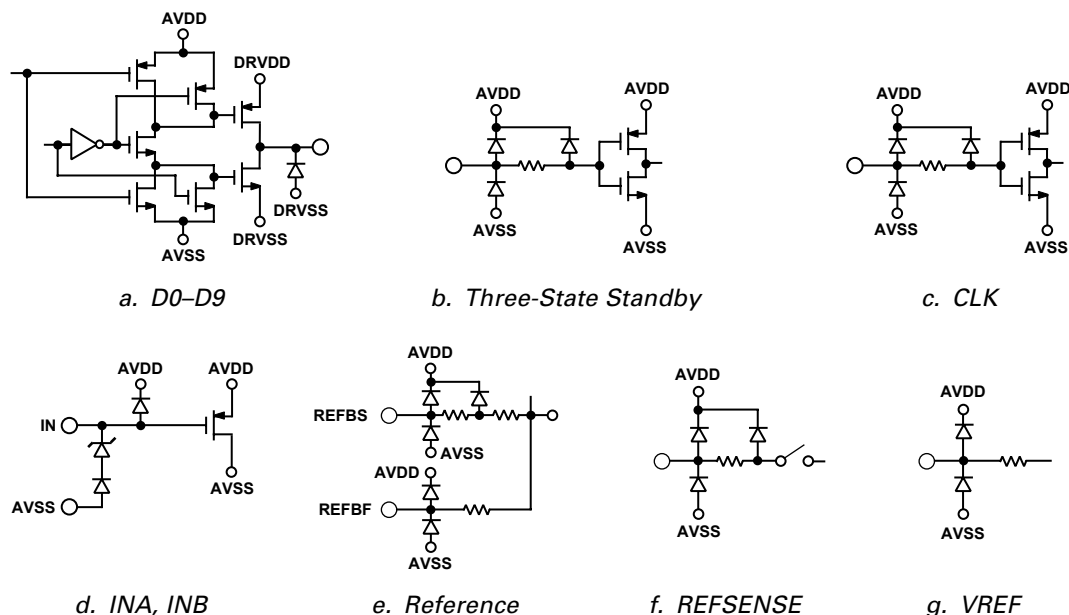 AVDD
DRVDD
DRVSS
AVSS
DRVSS
a. D0–D9
AVDD
AVDD
AVSS
AVSS
b. Three-State Standby
AVDD
AVDD
AVSS
AVSS
c. CLK
AVDD
AVDD
IN
AVSS
AVSS
d. INA, INB
AVDD
REFBS
AVSS
AVDD
REFBF
AVSS
e. Reference
AVDD
AVSS
f. REFSENSE
AVDD
AVSS
g. VREF